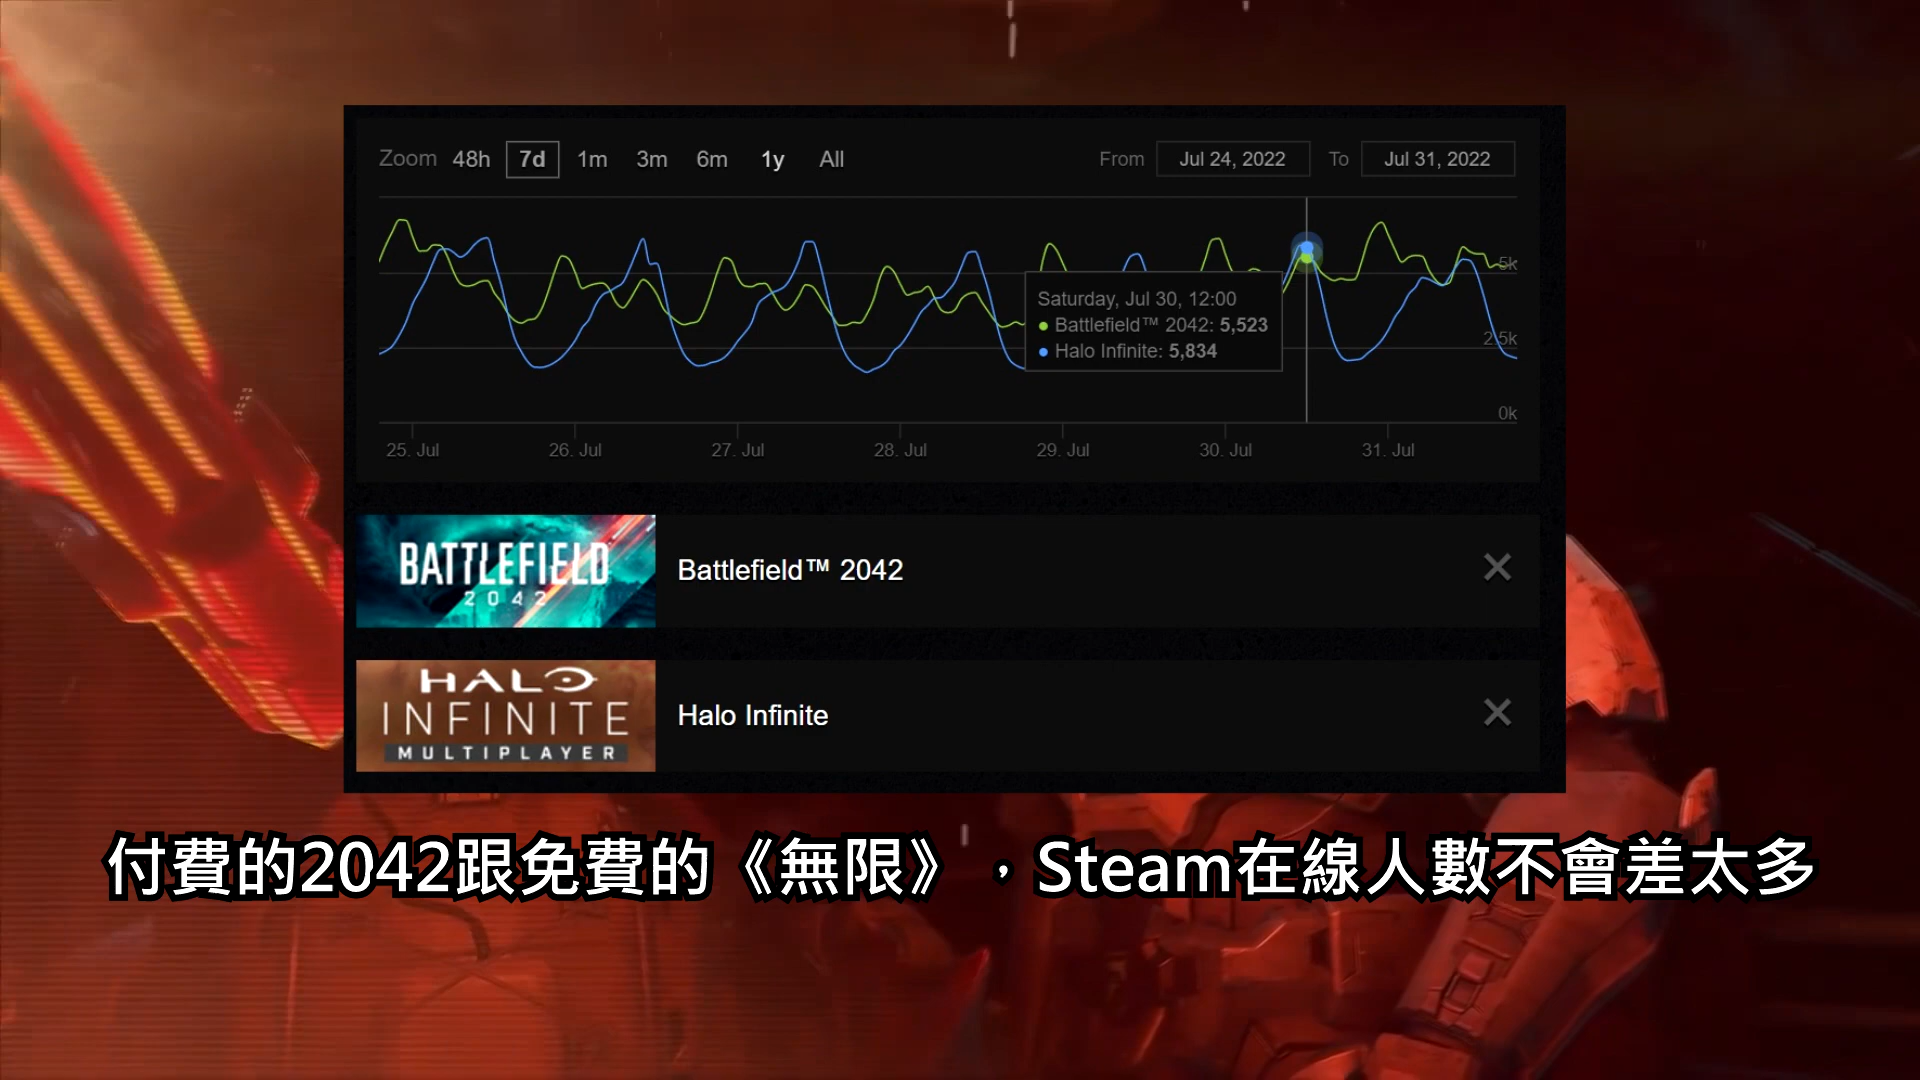 Zoom 48h 7d 1m 3m 6m 1y All From Jul 24, 2022 To Jul 31, 2022
5k
Saturday, Jul 30, 12:00
Battlefield™ 2042: 5,523
Halo Infinite: 5,834
2.5k
0k
25. Jul 26. Jul 27. Jul 28. Jul 29. Jul 30. Jul 31. Jul
BATTLEFIELD
2042
Battlefield™ 2042
HALO
INFINITE
MULTIPLAYER
Halo Infinite
付費的2042跟免費的《無限》，Steam在線人數不會差太多